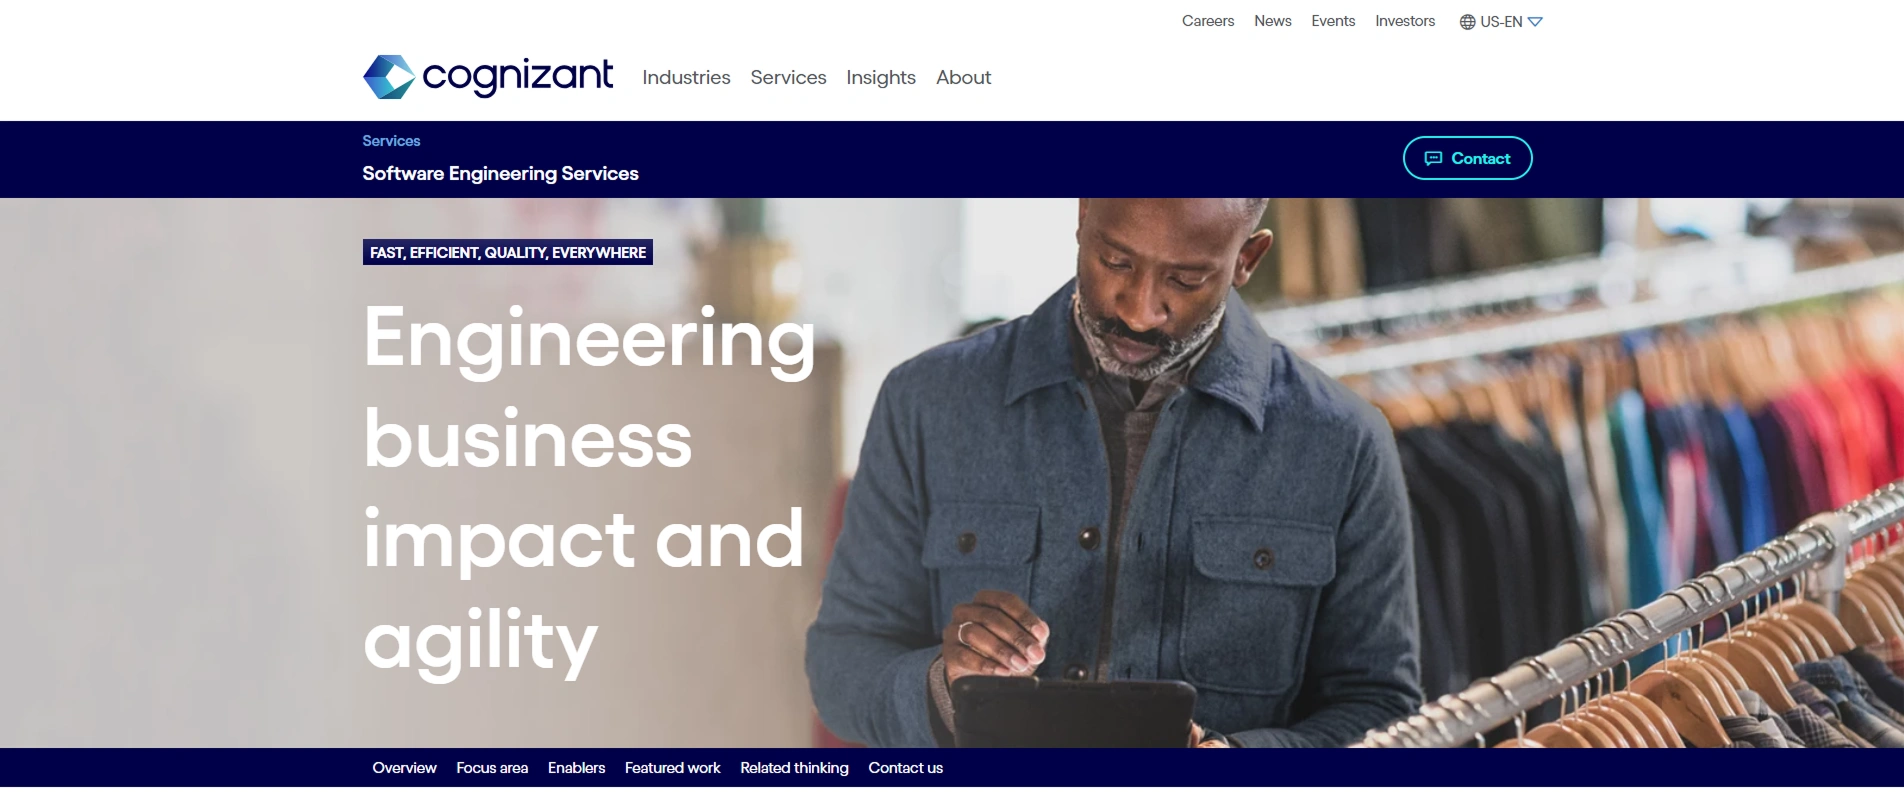 Careers News Events Investors US-EN
cognizant Industries Services Insights About
Services
Software Engineering Services
Contact
FAST, EFFICIENT, QUALITY, EVERYWHERE
Engineering
business
impact and
agility
Overview Focus area Enablers Featured work Related thinking Contact us